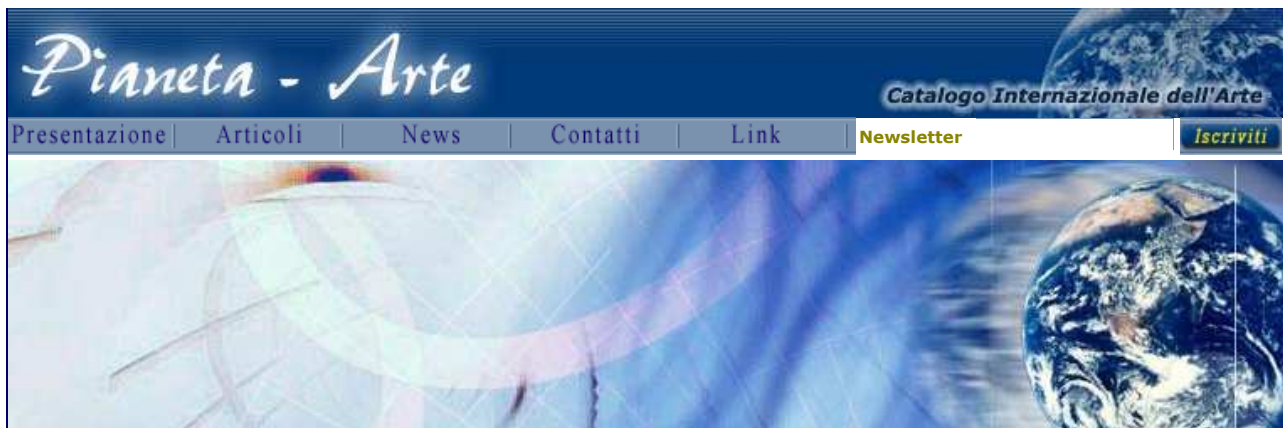 Pianeta - Arte
Catalogo Internazionale dell'Arte
Presentazione | Articoli | News | Contatti | Link | Newsletter Iscriviti